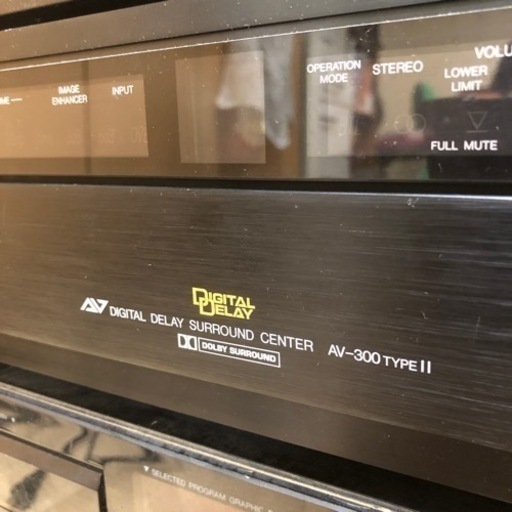 VOLU
OPERATION MODE
STEREO
LOWER LIMIT
IMAGE ENHANCER
INPUT
FULL MUTE
DIGITAL DELAY
AV DIGITAL DELAY SURROUND CENTER AV-300 TYPE II
DOLBY SURROUND
▼ SELECTED PROGRAM GRAPHIC